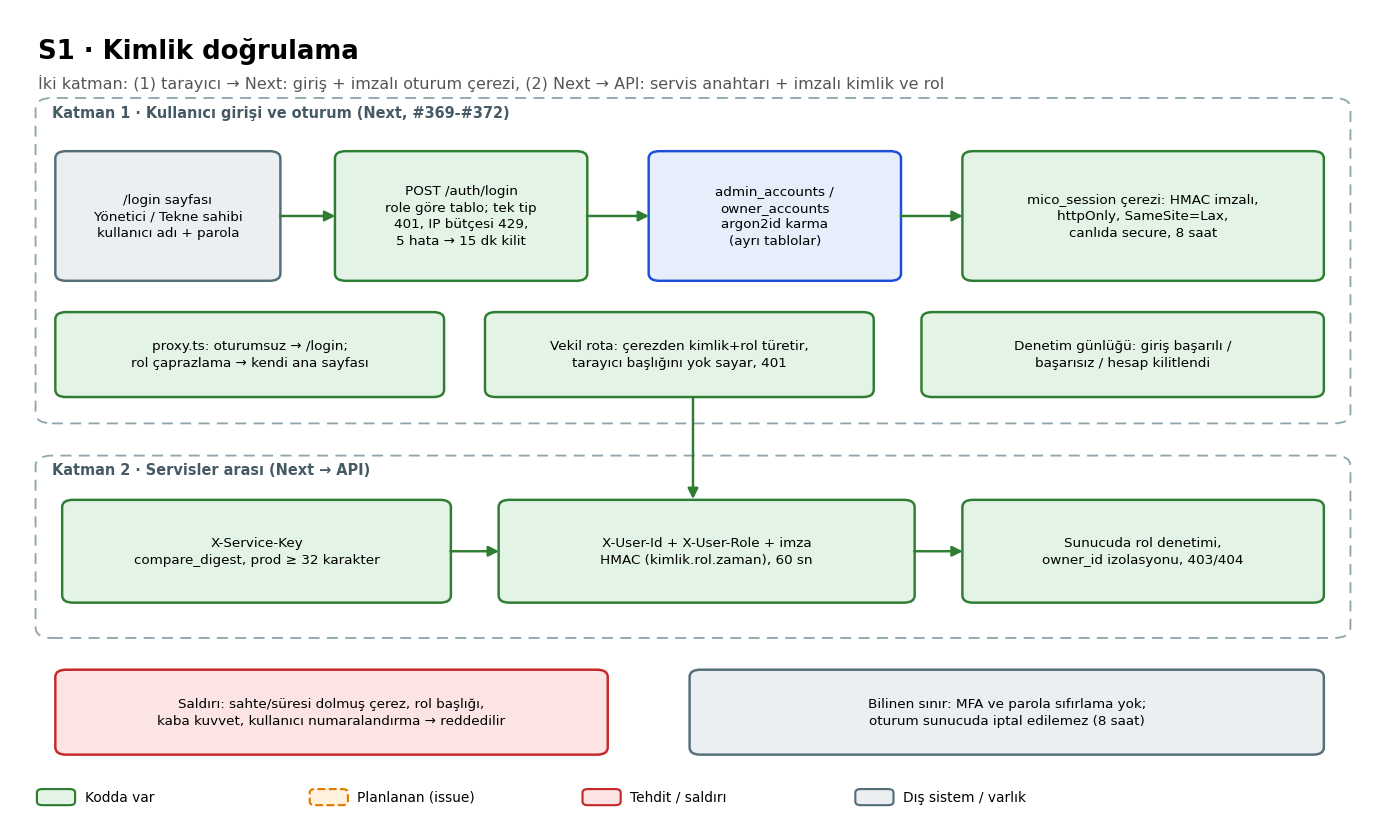 S1 · Kimlik doğrulama
İki katman: (1) tarayıcı → Next: giriş + imzalı oturum çerezi, (2) Next → API: servis anahtarı + imzalı kimlik ve rol
Katman 1 · Kullanıcı girişi ve oturum (Next, #369-#372)
/login sayfası
Yönetici / Tekne sahibi
kullanıcı adı + parola
POST /auth/login
role göre tablo; tek tip
401, IP bütçesi 429,
5 hata → 15 dk kilit
admin_accounts /
owner_accounts
argon2id karma
(ayrı tablolar)
mico_session çerezi: HMAC imzalı,
httpOnly, SameSite=Lax,
canlıda secure, 8 saat
proxy.ts: oturumsuz → /login;
rol çaprazlama → kendi ana sayfası
Vekil rota: çerezden kimlik+rol türetir,
tarayıcı başlığını yok sayar, 401
Denetim günlüğü: giriş başarılı /
başarısız / hesap kilitlendi
Katman 2 · Servisler arası (Next → API)
X-Service-Key
compare_digest, prod ≥ 32 karakter
X-User-Id + X-User-Role + imza
HMAC (kimlik.rol.zaman), 60 sn
Sunucuda rol denetimi,
owner_id izolasyonu, 403/404
Saldırı: sahte/süresi dolmuş çerez, rol başlığı,
kaba kuvvet, kullanıcı numaralandırma → reddedilir
Bilinen sınır: MFA ve parola sıfırlama yok;
oturum sunucuda iptal edilemez (8 saat)
Kodda var
Planlanan (issue)
Tehdit / saldırı
Dış sistem / varlık